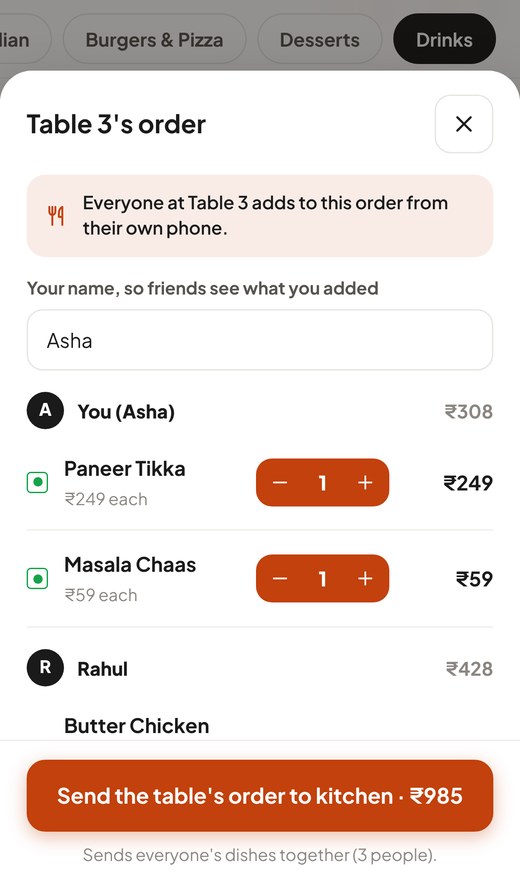 lian
Burgers & Pizza
Desserts
Drinks
Table 3's order
Everyone at Table 3 adds to this order from
their own phone.
Your name, so friends see what you added
Asha
A
You (Asha)
₹308
Paneer Tikka
₹249 each
1
₹249
Masala Chaas
₹59 each
1
₹59
R
Rahul
₹428
Butter Chicken
Send the table's order to kitchen · ₹985
Sends everyone's dishes together (3 people).